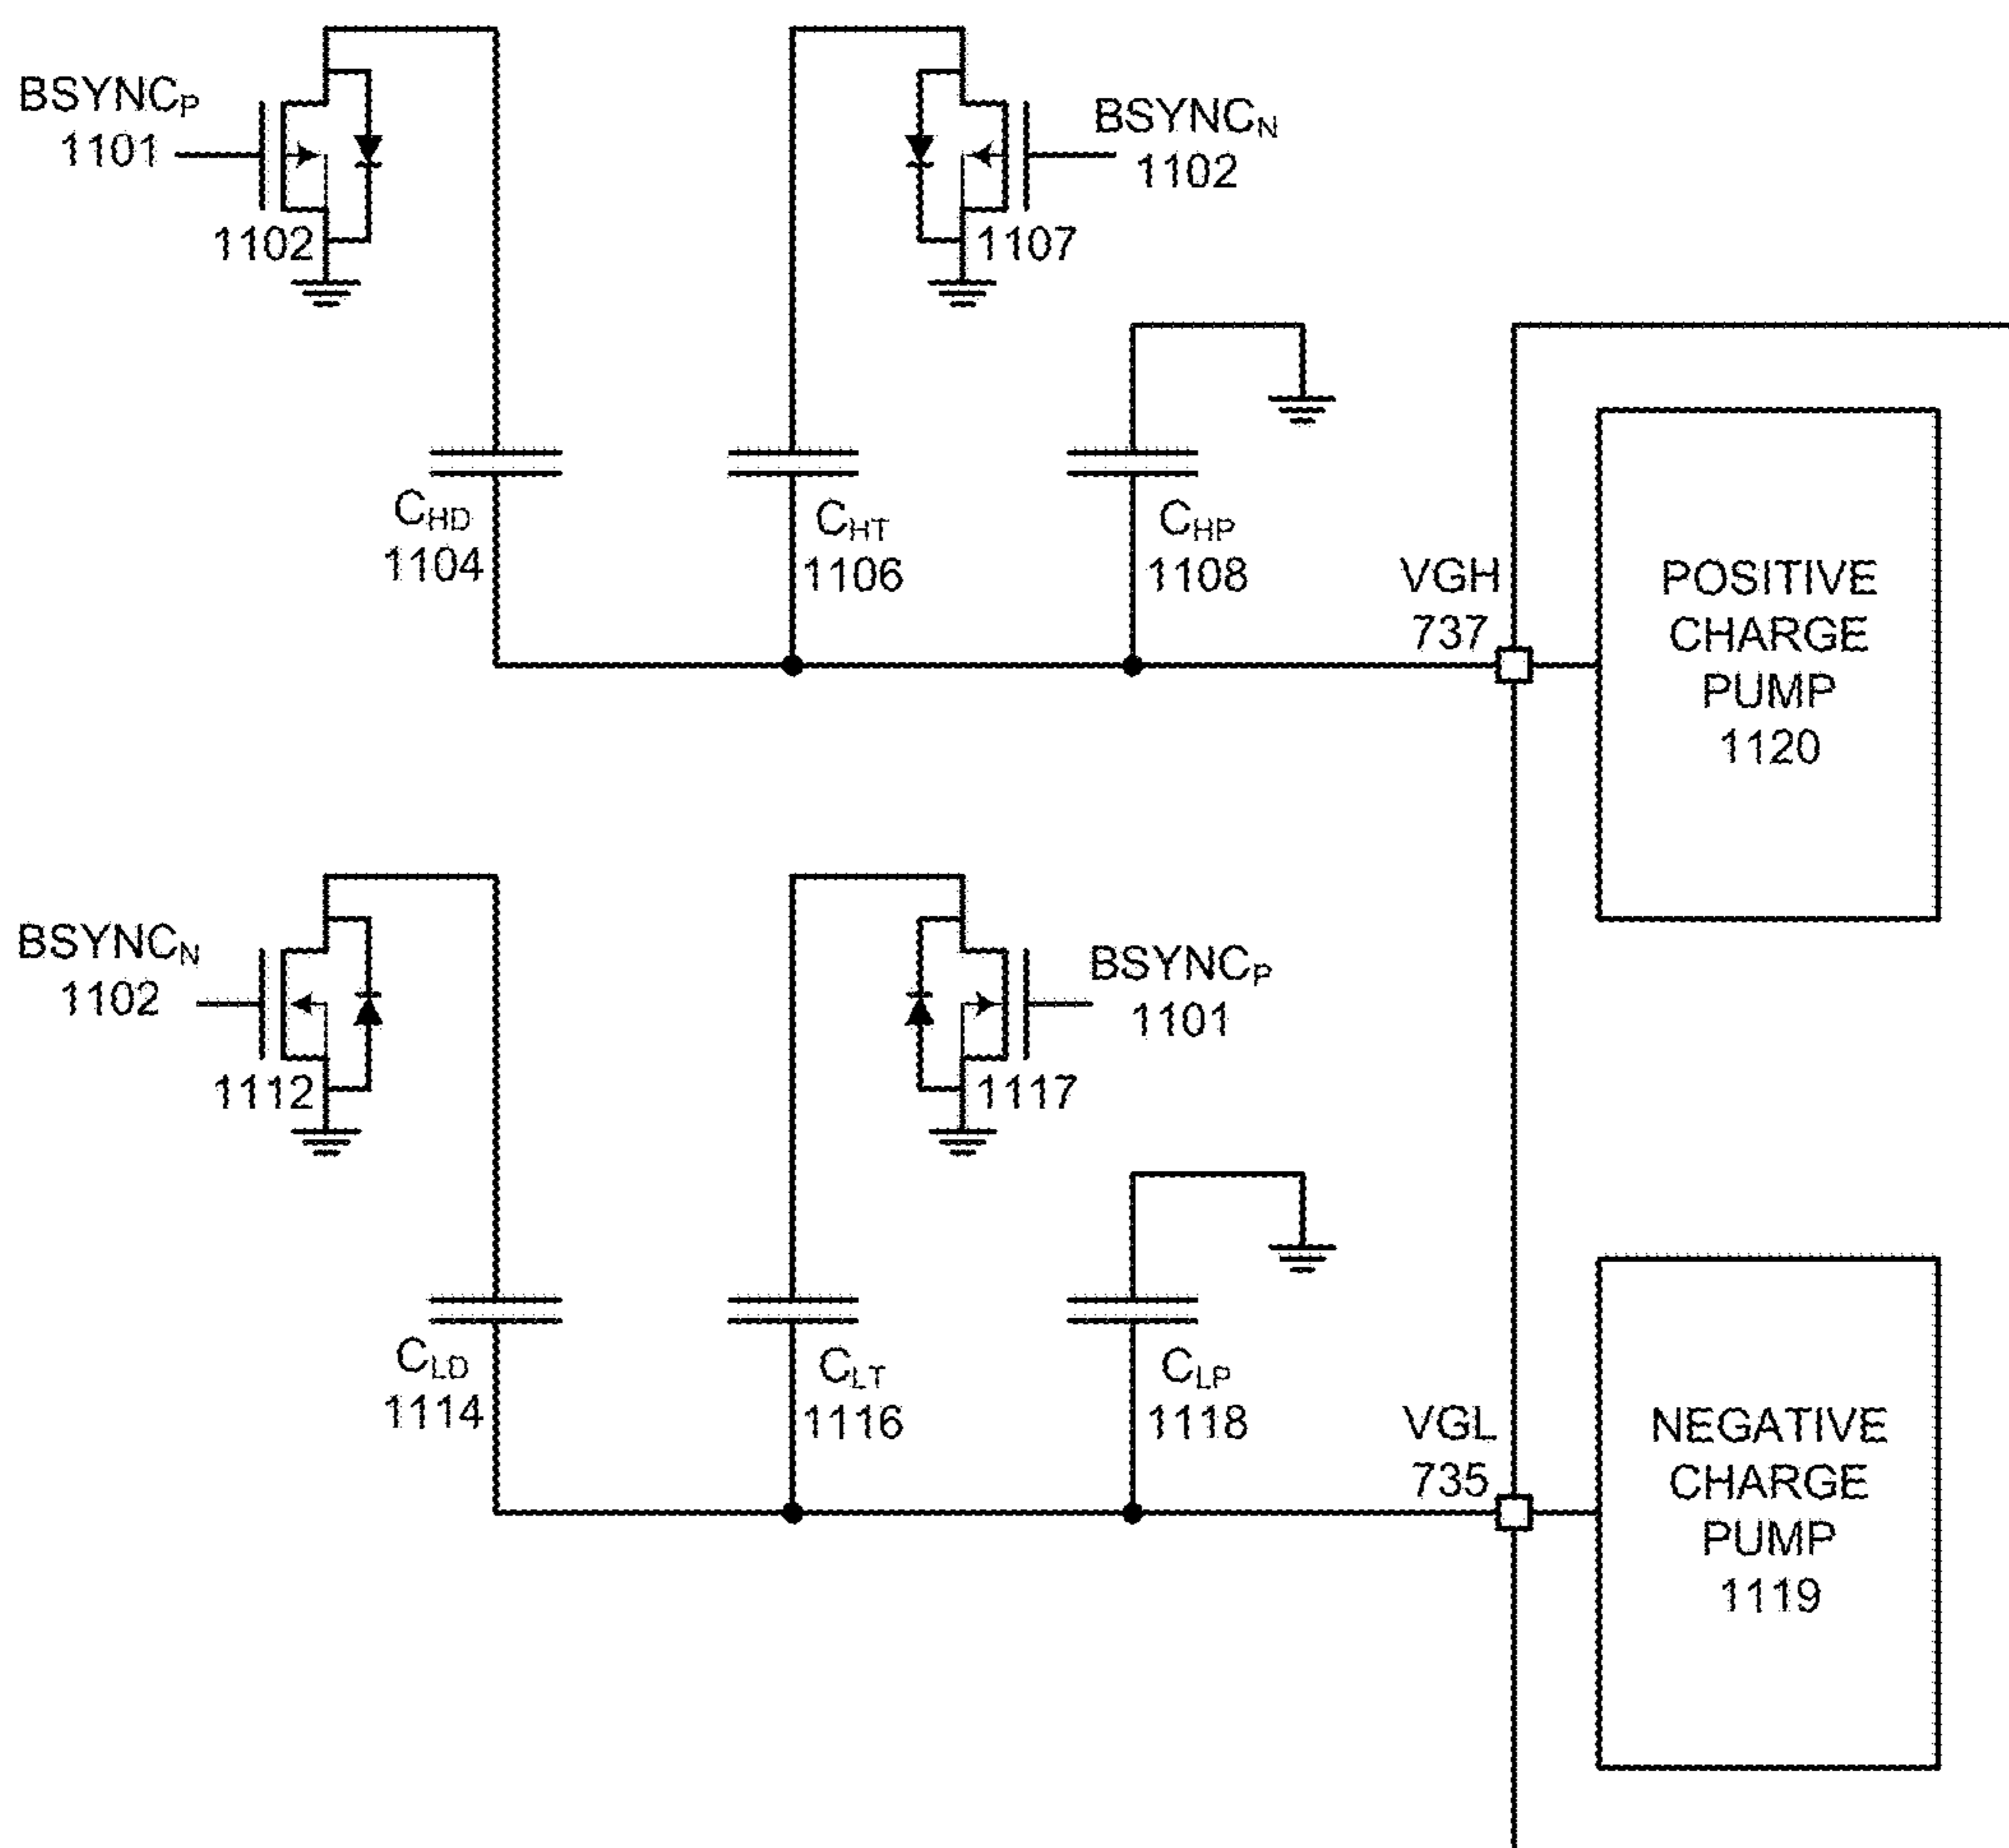 BSYNCP
1101
1102
BSYNCN
1102
1107
CHD
1104
CHT
1106
CHP
1108
VGH
737
POSITIVE
CHARGE
PUMP
1120
BSYNCN
1102
1112
BSYNCP
1101
1117
CLD
1114
CLT
1116
CLP
1118
VGL
735
NEGATIVE
CHARGE
PUMP
1119